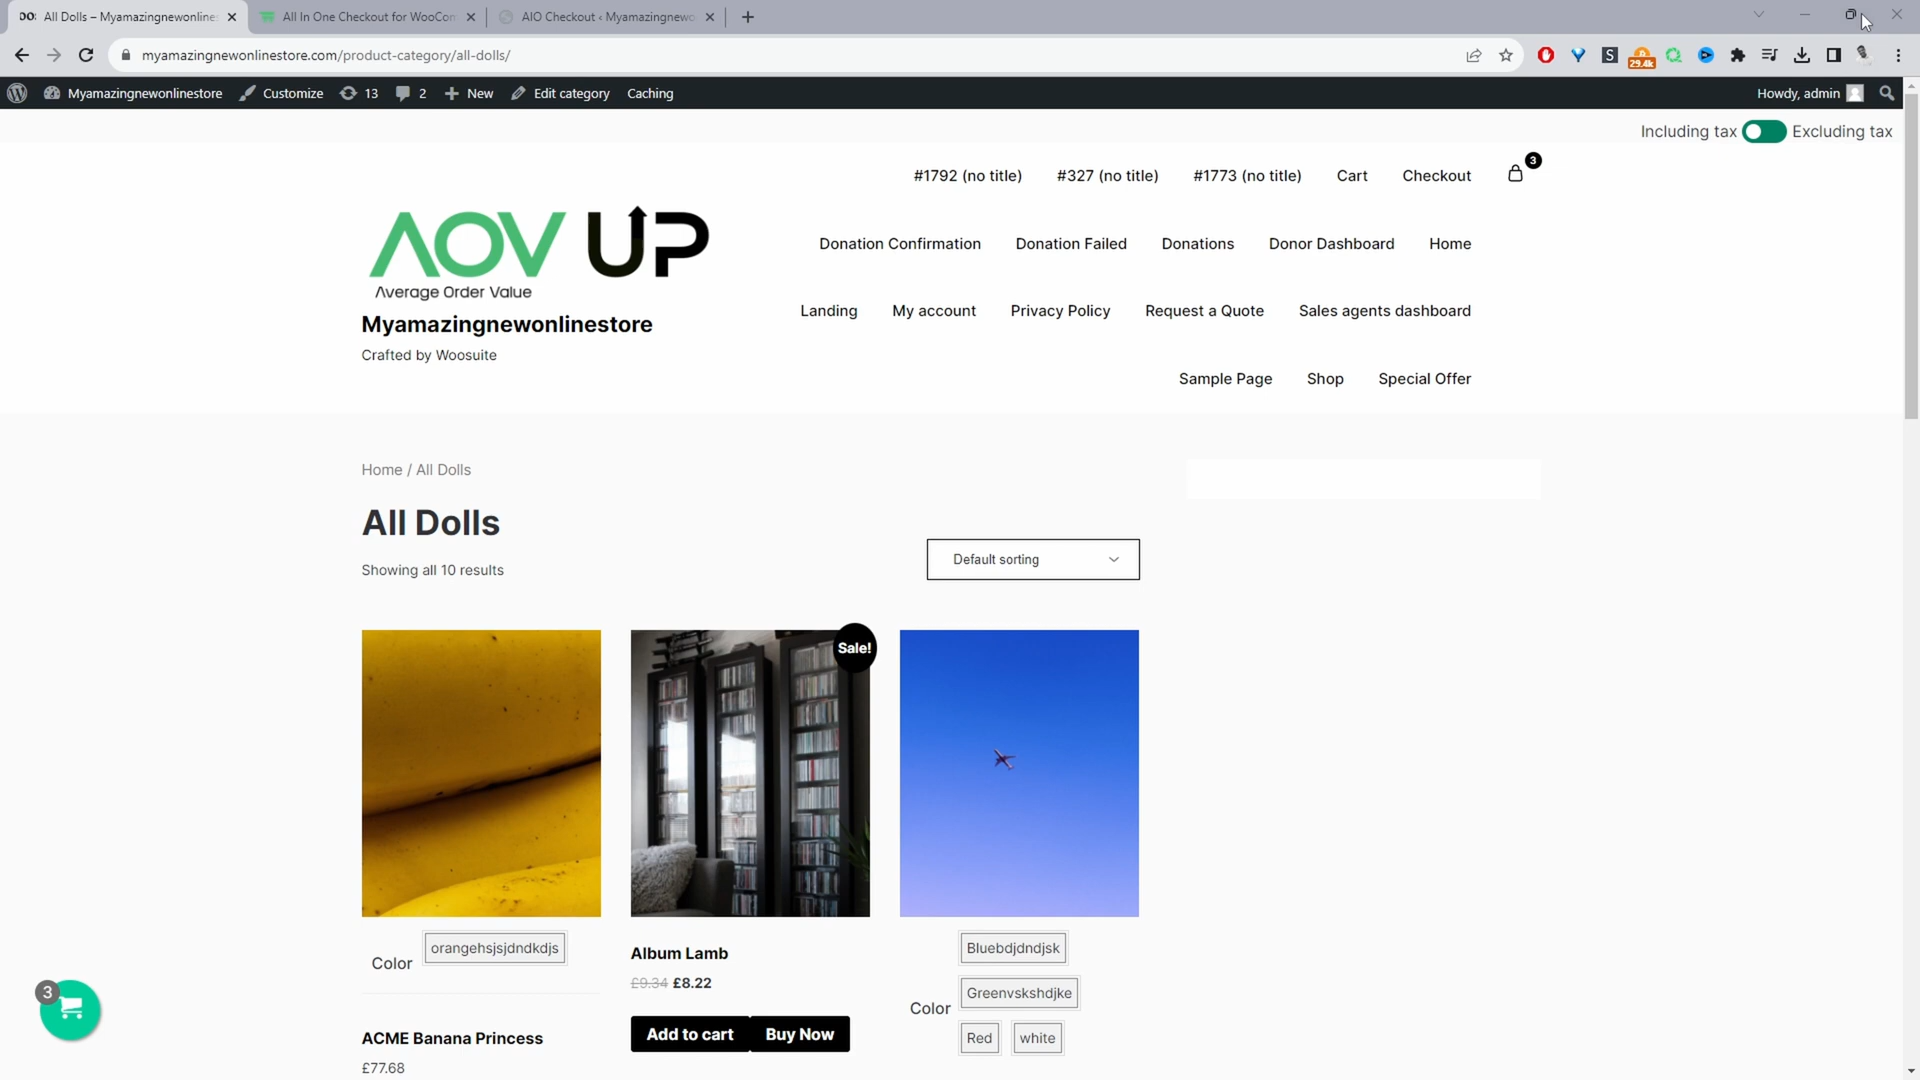 All Dolls – Myamazingnewonline
All In One Checkout for WooCon
AIO Checkout ‹ Myamazingnewo
myamazingnewonlinestore.com/product-category/all-dolls/
S
29.4k
Myamazingnewonlinestore
Customize
13
2
New
Edit category
Caching
Howdy, admin
Including tax
Excluding tax
#1792 (no title)
#327 (no title)
#1773 (no title)
Cart
Checkout
3
AOV UP
Average Order Value
Myamazingnewonlinestore
Crafted by Woosuite
Donation Confirmation
Donation Failed
Donations
Donor Dashboard
Home
Landing
My account
Privacy Policy
Request a Quote
Sales agents dashboard
Sample Page
Shop
Special Offer
Home / All Dolls
All Dolls
Showing all 10 results
Default sorting
Sale!
Color
orangehsjsjdndkdjs
ACME Banana Princess
£77.68
Album Lamb
£9.34 £8.22
Add to cart
Buy Now
Color
Bluebdjdndjsk
Greenvskshdjke
Red
white
3